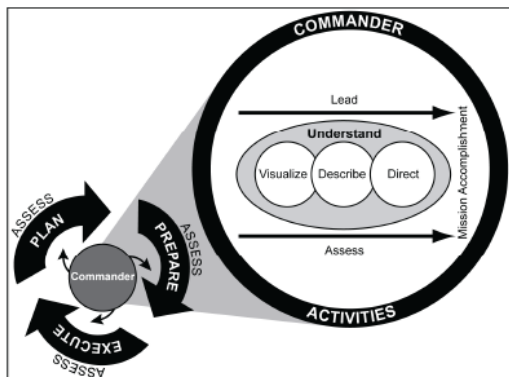 COMMANDER
Lead
Understand
Visualize
Describe
Direct
Assess
Mission Accomplishment
ACTIVITIES
ASSESS
PLAN
PREPARE
ASSESS
Commander
EXECUTE
ASSESS